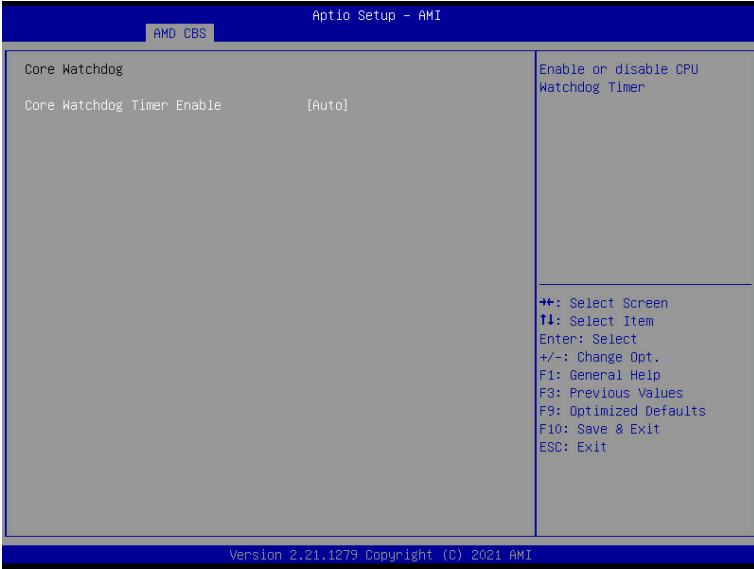 Aptio Setup – AMI
AMD CBS
Core Watchdog
Core Watchdog Timer Enable [Auto]
Enable or disable CPU
Watchdog Timer
→←: Select Screen
↑↓: Select Item
Enter: Select
+/-: Change Opt.
F1: General Help
F3: Previous Values
F9: Optimized Defaults
F10: Save & Exit
ESC: Exit
Version 2.21.1279 Copyright (C) 2021 AMI